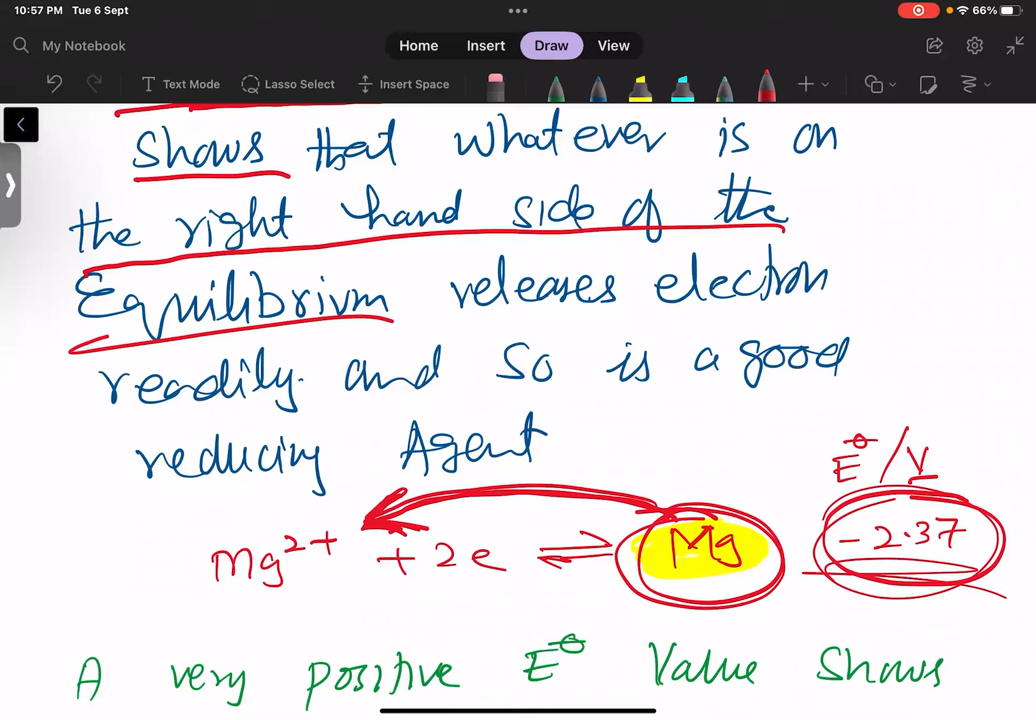 10:57 PM Tue 6 Sept 66%
My Notebook Home Insert Draw View
Text Mode Lasso Select Insert Space
Shows that whatever is on
the right hand side of the
Equilibrium releases electron
readily. and so is a good
reducing Agent
E⦵/V
Mg²⁺ + 2e ⇌ Mg -2.37
A very positive E⦵ Value Shows